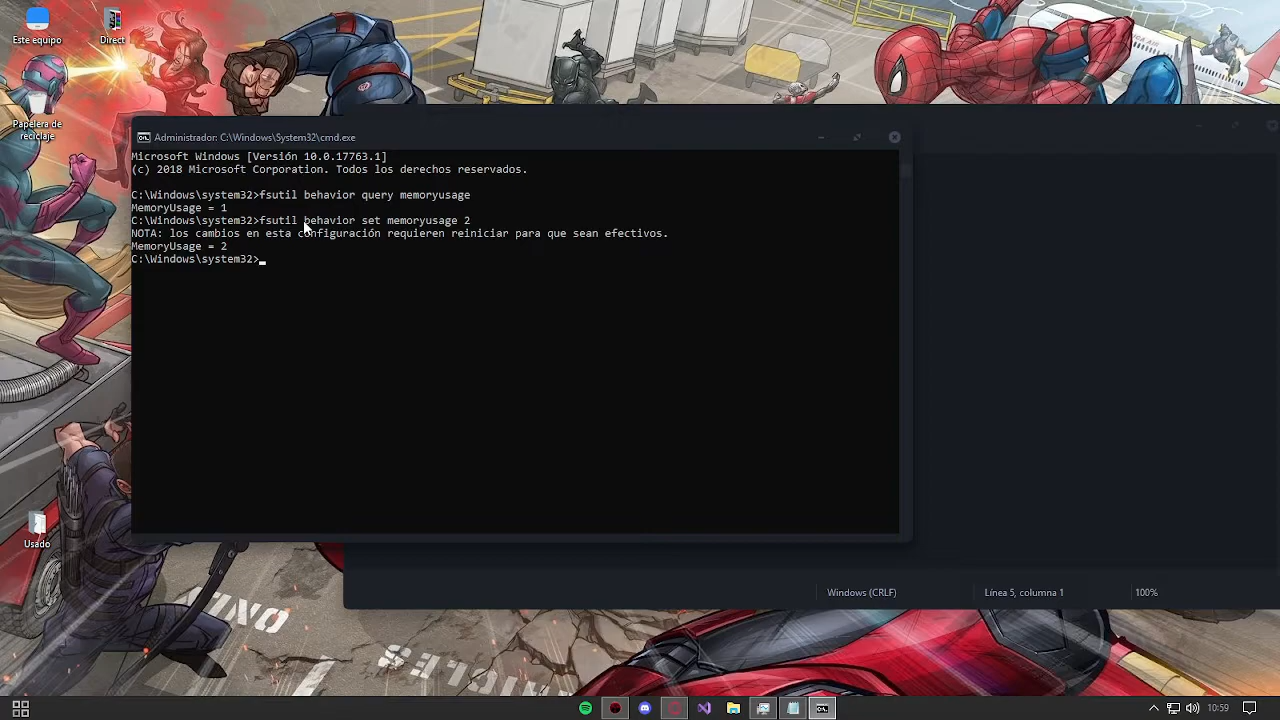 Este equipo
Direct
Papelera de
reciclaje
Usado
Administrador: C:\Windows\System32\cmd.exe
Microsoft Windows [Versión 10.0.17763.1]
(c) 2018 Microsoft Corporation. Todos los derechos reservados.
C:\Windows\system32>fsutil behavior query memoryusage
MemoryUsage = 1
C:\Windows\system32>fsutil behavior set memoryusage 2
NOTA: los cambios en esta configuración requieren reiniciar para que sean efectivos.
MemoryUsage = 2
C:\Windows\system32>
Windows (CRLF)
Línea 5, columna 1
100%
10:59